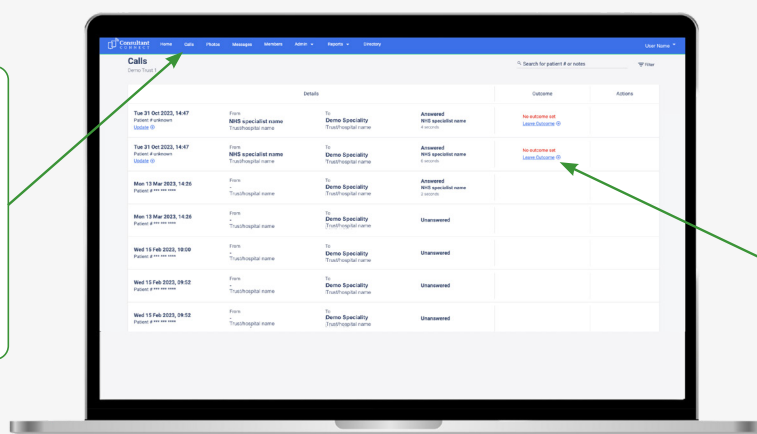 Consultant
CONNECT
Home Calls Photos Messages Members Admin Reports Directory
User Name
Calls
Demo Trust 1
Search for patient # or notes
Filter
Details Outcome Actions
Tue 31 Oct 2023, 14:47
Patient # unknown
Update
From
NHS specialist name
Trust/hospital name
To
Demo Speciality
Trust/hospital name
Answered
NHS specialist name
4 seconds
No outcome set
Leave Outcome
Tue 31 Oct 2023, 14:47
Patient # unknown
Update
From
NHS specialist name
Trust/hospital name
To
Demo Speciality
Trust/hospital name
Answered
NHS specialist name
6 seconds
No outcome set
Leave Outcome
Mon 13 Mar 2023, 14:26
Patient # *** *** ****
From
-
Trust/hospital name
To
Demo Speciality
Trust/hospital name
Answered
NHS specialist name
2 seconds
Mon 13 Mar 2023, 14:26
Patient # *** *** ****
From
-
Trust/hospital name
To
Demo Speciality
Trust/hospital name
Unanswered
Wed 15 Feb 2023, 10:00
Patient # *** *** ****
From
-
Trust/hospital name
To
Demo Speciality
Trust/hospital name
Unanswered
Wed 15 Feb 2023, 09:52
Patient # *** *** ****
From
-
Trust/hospital name
To
Demo Speciality
Trust/hospital name
Unanswered
Wed 15 Feb 2023, 09:52
Patient # *** *** ****
From
-
Trust/hospital name
To
Demo Speciality
Trust/hospital name
Unanswered